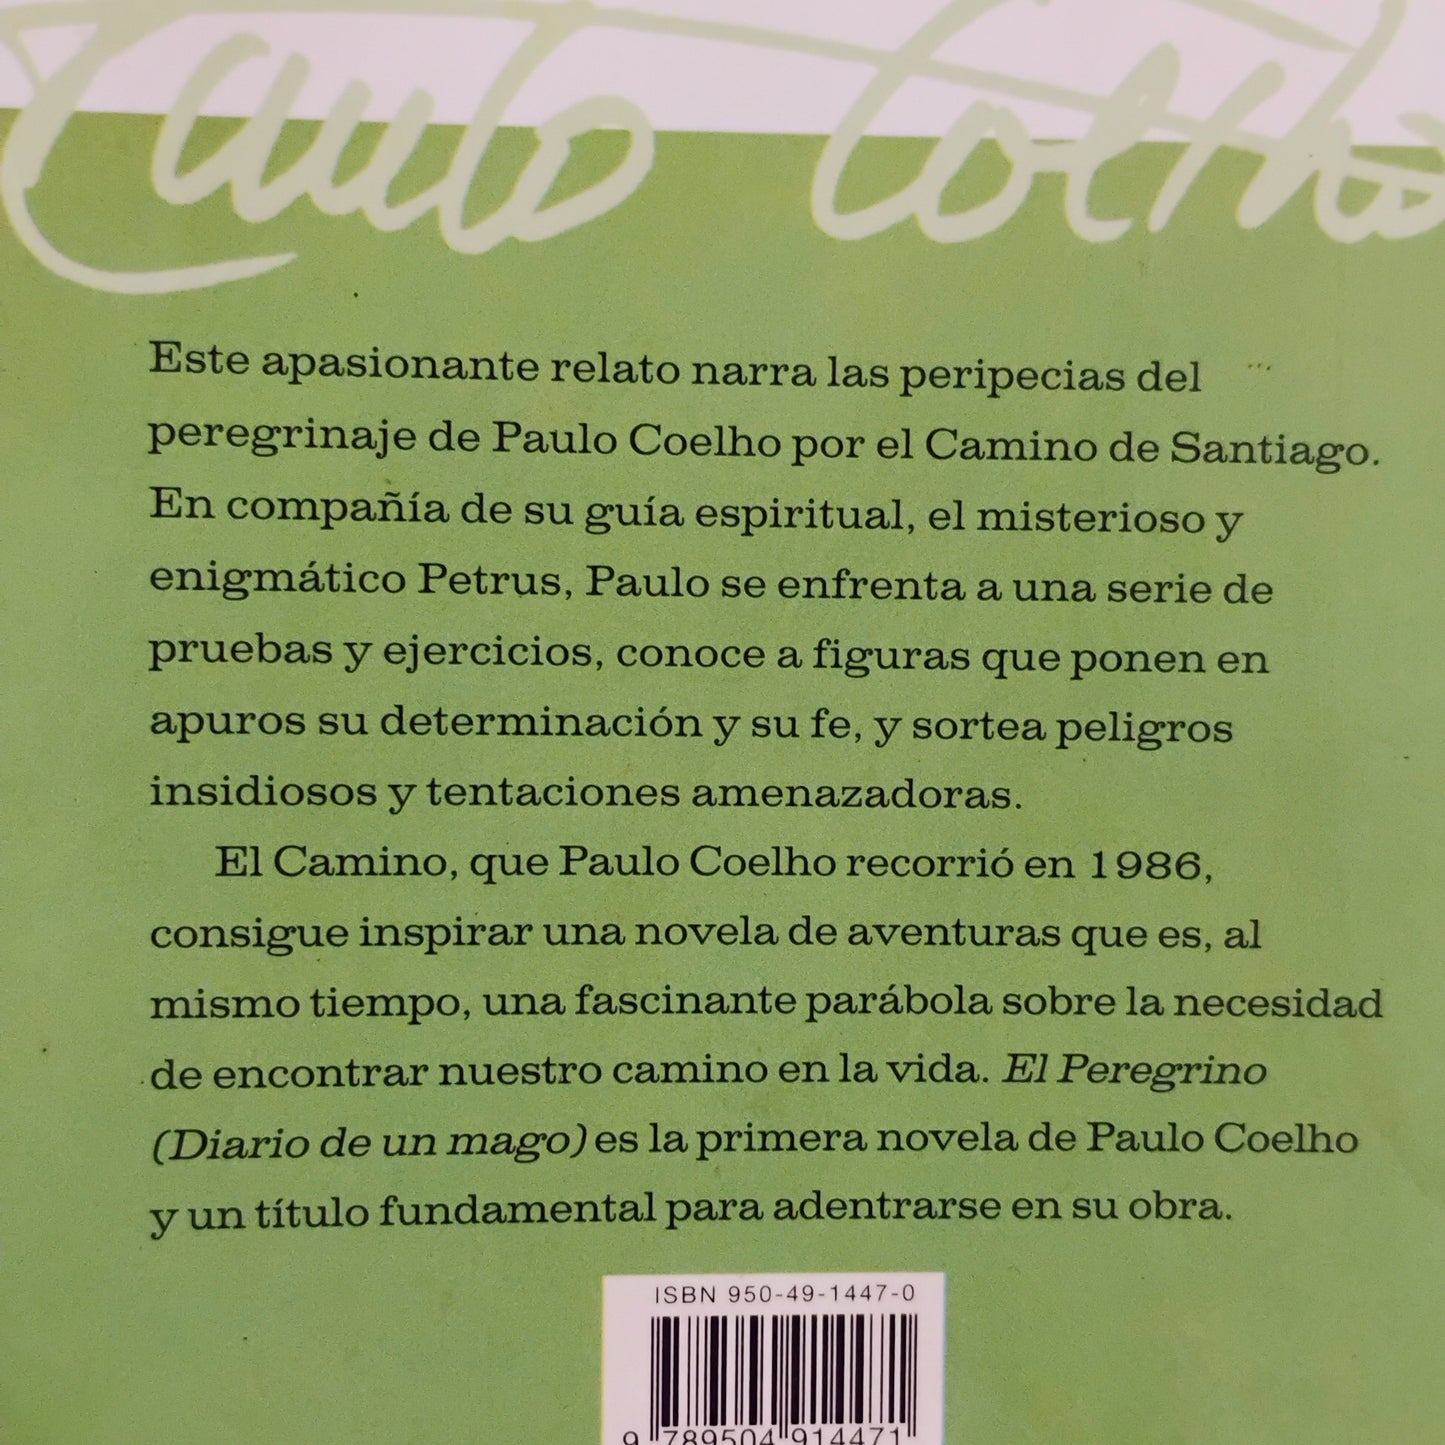 Paulo Coelho
Este apasionante relato narra las peripecias del
peregrinaje de Paulo Coelho por el Camino de Santiago.
En compañía de su guía espiritual, el misterioso y
enigmático Petrus, Paulo se enfrenta a una serie de
pruebas y ejercicios, conoce a figuras que ponen en
apuros su determinación y su fe, y sortea peligros
insidiosos y tentaciones amenazadoras.
El Camino, que Paulo Coelho recorrió en 1986,
consigue inspirar una novela de aventuras que es, al
mismo tiempo, una fascinante parábola sobre la necesidad
de encontrar nuestro camino en la vida. El Peregrino
(Diario de un mago) es la primera novela de Paulo Coelho
y un título fundamental para adentrarse en su obra.
ISBN 950-49-1447-0
9 789504 914471